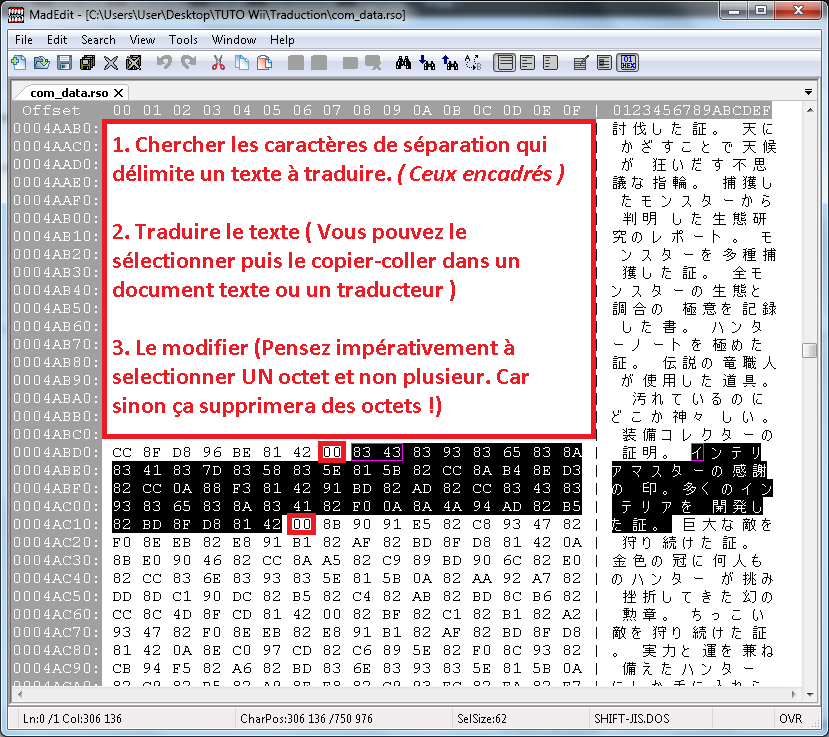 MadEdit - [C:\Users\User\Desktop\TUTO Wii\Traduction\com_data.rso]
File Edit Search View Tools Window Help
com_data.rso
Offset 00 01 02 03 04 05 06 07 08 09 0A 0B 0C 0D 0E 0F | 0123456789ABCDEF
1. Chercher les caractères de séparation qui
délimite un texte à traduire. ( Ceux encadrés )
2. Traduire le texte ( Vous pouvez le
sélectionner puis le copier-coller dans un
document texte ou un traducteur )
3. Le modifier (Pensez impérativement à
selectionner UN octet et non plusieur. Car
sinon ça supprimera des octets !)
0004AAB0: | 討伐した証。 天に
0004AAC0: | かざすことで天候
0004AAD0: | が 狂いだす不思
0004AAE0: | 議な指輪。 捕獲し
0004AAF0: | たモンスターから
0004AB00: | 判明 した生態研
0004AB10: | 究のレポート。 モ
0004AB20: | ンスターを多種捕
0004AB30: | 獲した証。 全モ
0004AB40: | ンスターの生態と
0004AB50: | 調合の 極意を記録
0004AB60: | した書。 ハンタ
0004AB70: | ーノートを極めた
0004AB80: | 証。 伝説の竜職人
0004AB90: | が使用した道具。
0004ABA0: | 汚れているのに
0004ABB0: | どこか神々 しい。
0004ABC0: | 装備コレクターの
0004ABD0: CC 8F D8 96 BE 81 42 00 83 43 83 93 83 65 83 8A | 証明。 インテリ
0004ABE0: 83 41 83 7D 83 58 83 5E 81 5B 82 CC 8A B4 8E D3 | アマスターの感謝
0004ABF0: 82 CC 0A 88 F3 81 42 91 BD 82 AD 82 CC 83 43 83 | の 印。多くのイン
0004AC00: 93 83 65 83 8A 83 41 82 F0 0A 8A 4A 94 AD 82 B5 | テリアを 開発し
0004AC10: 82 BD 8F D8 81 42 00 8B 90 91 E5 82 C8 93 47 82 | た証。 巨大な敵を
0004AC20: F0 8E EB 82 E8 91 B1 82 AF 82 BD 8F D8 81 42 0A | 狩り続けた証。
0004AC30: 8B E0 90 46 82 CC 8A A5 82 C9 89 BD 90 6C 82 E0 | 金色の冠に何人も
0004AC40: 82 CC 83 6E 83 93 83 5E 81 5B 0A 82 AA 92 A7 82 | のハンター が挑み
0004AC50: DD 8D C1 90 DC 82 B5 82 C4 82 AB 82 BD 8C B6 82 | 挫折してきた幻の
0004AC60: CC 8C 4D 8F CD 81 42 00 82 BF 82 C1 82 B1 82 A2 | 勲章。 ちっこい
0004AC70: 93 47 82 F0 8E EB 82 E8 91 B1 82 AF 82 BD 8F D8 | 敵を狩り続けた証
0004AC80: 81 42 0A 8E C0 97 CD 82 C6 89 5E 82 F0 8C 93 82 | 。 実力と運を兼ね
0004AC90: CB 94 F5 82 A6 82 BD 83 6E 83 93 83 5E 81 5B 0A | 備えたハンター
Ln:0 /1 Col:306 136 CharPos:306 136 /750 976 SelSize:62 SHIFT-JIS.DOS OVR